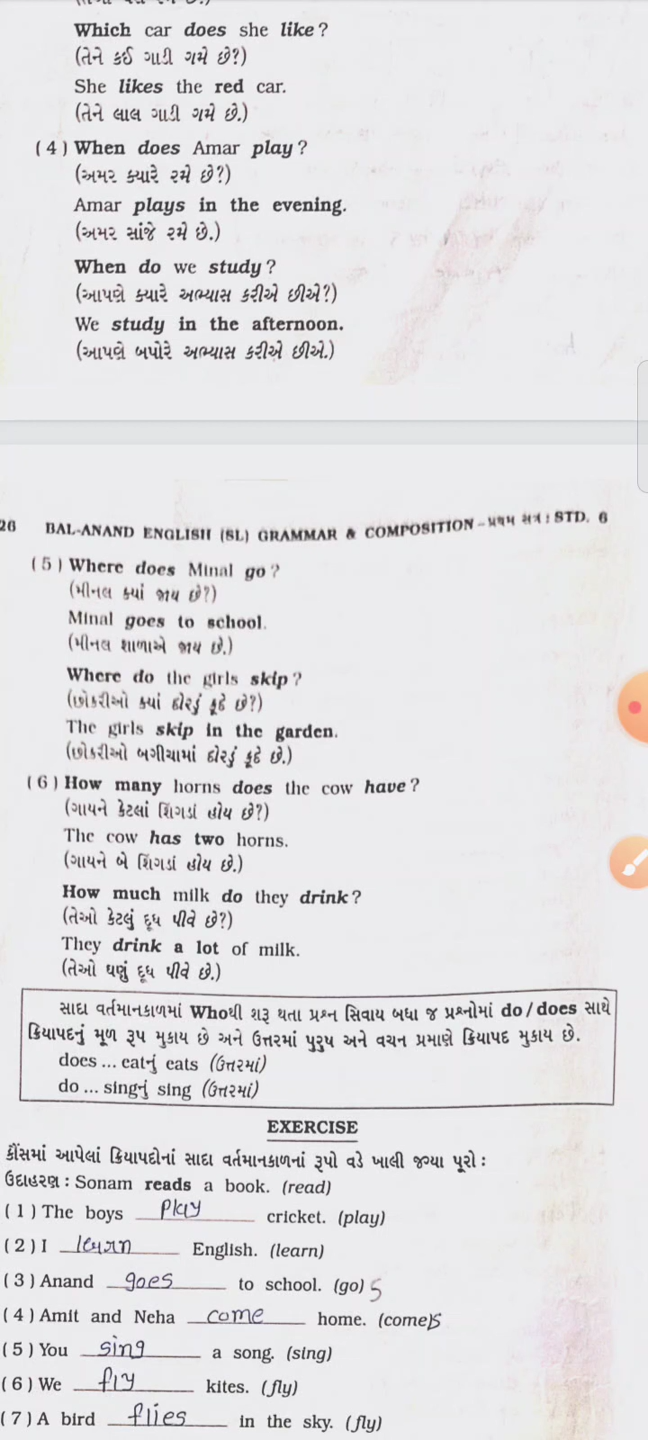 Which car does she like?
(તેને કઈ ગાડી ગમે છે?)
She likes the red car.
(તેને લાલ ગાડી ગમે છે.)
(4) When does Amar play?
(અમર ક્યારે રમે છે?)
Amar plays in the evening.
(અમર સાંજે રમે છે.)
When do we study?
(આપણે ક્યારે અભ્યાસ કરીએ છીએ?)
We study in the afternoon.
(આપણે બપોરે અભ્યાસ કરીએ છીએ.)
26 BAL-ANAND ENGLISH (SL) GRAMMAR & COMPOSITION – પ્રથમ સત્ર : STD. 6
(5) Where does Minal go?
(મીનલ ક્યાં જાય છે?)
Minal goes to school.
(મીનલ શાળાએ જાય છે.)
Where do the girls skip?
(છોકરીઓ ક્યાં દોરડું કૂદે છે?)
The girls skip in the garden.
(છોકરીઓ બગીચામાં દોરડું કૂદે છે.)
(6) How many horns does the cow have?
(ગાયને કેટલાં શિંગડાં હોય છે?)
The cow has two horns.
(ગાયને બે શિંગડાં હોય છે.)
How much milk do they drink?
(તેઓ કેટલું દૂધ પીવે છે?)
They drink a lot of milk.
(તેઓ ઘણું દૂધ પીવે છે.)
સાદા વર્તમાનકાળમાં Whoથી શરૂ થતા પ્રશ્ન સિવાય બધા જ પ્રશ્નોમાં do/does સાથે
ક્રિયાપદનું મૂળ રૂપ મુકાય છે અને ઉત્તરમાં પુરુષ અને વચન પ્રમાણે ક્રિયાપદ મુકાય છે.
does ... eatનું eats (ઉત્તરમાં)
do ... singનું sing (ઉત્તરમાં)
EXERCISE
કૌંસમાં આપેલાં ક્રિયાપદોનાં સાદા વર્તમાનકાળનાં રૂપો વડે ખાલી જગ્યા પૂરો :
ઉદાહરણ : Sonam reads a book. (read)
(1) The boys play cricket. (play)
(2) I learn English. (learn)
(3) Anand goes to school. (go) S
(4) Amit and Neha come home. (come) S
(5) You sing a song. (sing)
(6) We fly kites. (fly)
(7) A bird flies in the sky. (fly)